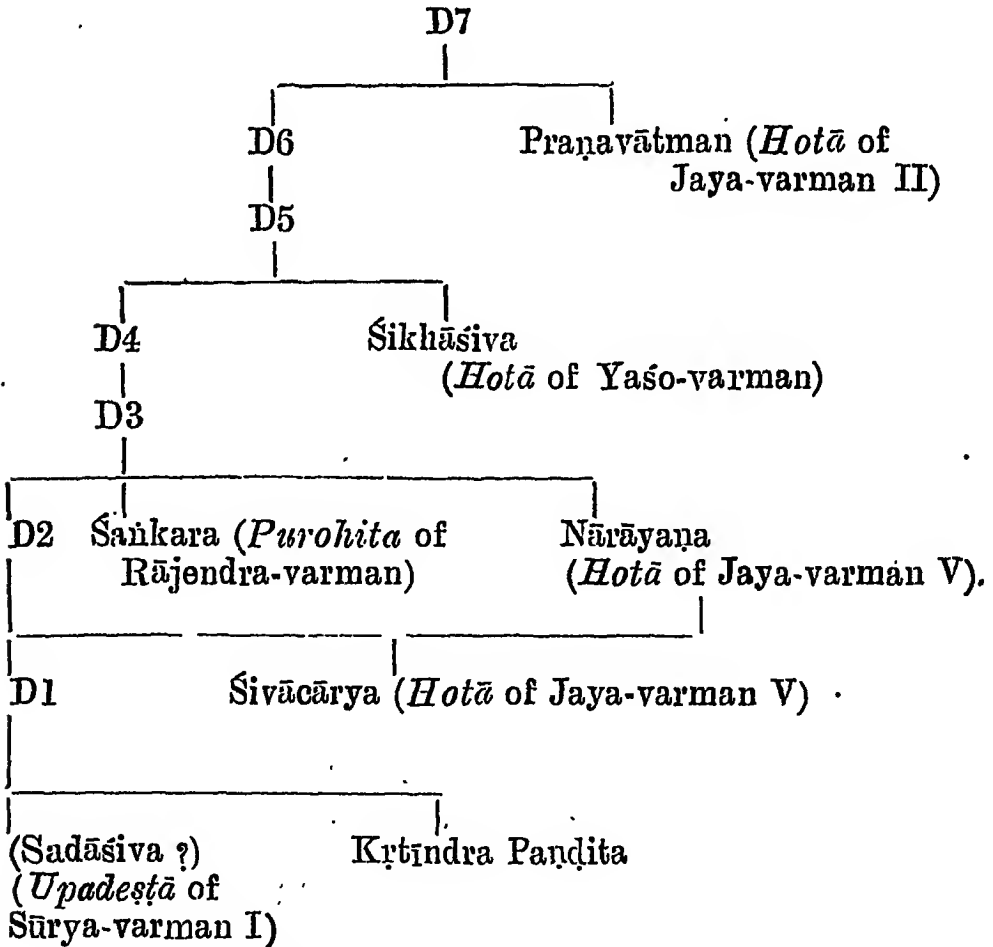 D7
D6 Praṇavātman (Hotā of
Jaya-varman II)
D5
D4 Śikhāśiva
(Hotā of Yaśo-varman)
D3
D2 Śaṅkara (Purohita of Nārāyaṇa
Rājendra-varman) (Hotā of Jaya-varman V).
D1 Śivācārya (Hotā of Jaya-varman V)
(Sadāśiva ?) Kṛtīndra Paṇḍita
(Upadeṣṭā of
Sūrya-varman I)